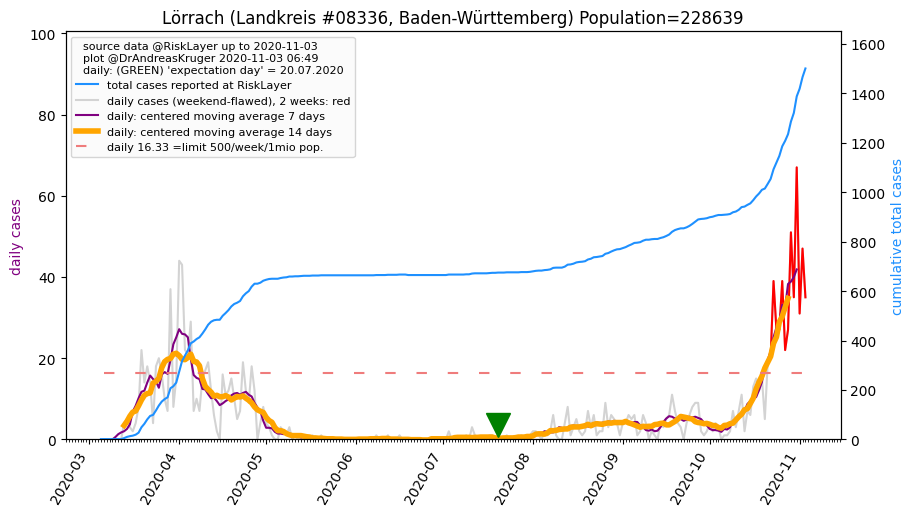 Lörrach (Landkreis #08336, Baden-Württemberg) Population=228639
source data @RiskLayer up to 2020-11-03
plot @DrAndreasKruger 2020-11-03 06:49
daily: (GREEN) 'expectation day' = 20.07.2020
total cases reported at RiskLayer
daily cases (weekend-flawed), 2 weeks: red
daily: centered moving average 7 days
daily: centered moving average 14 days
daily 16.33 =limit 500/week/1mio pop.
daily cases
100
80
60
40
20
0
cumulative total cases
1600
1400
1200
1000
800
600
400
200
0
2020-03
2020-04
2020-05
2020-06
2020-07
2020-08
2020-09
2020-10
2020-11